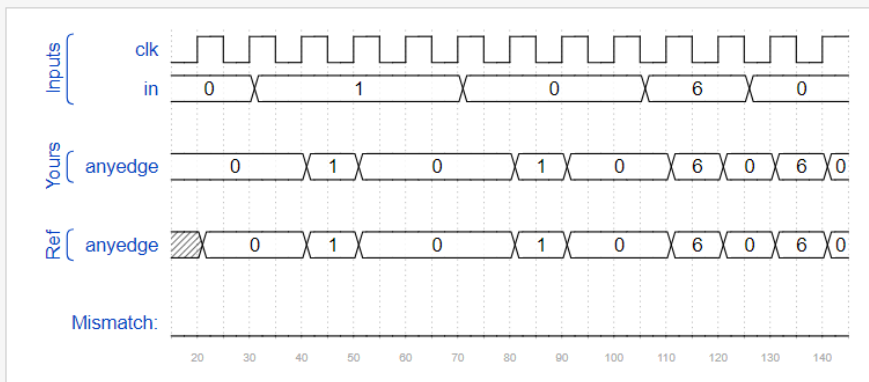 Inputs
clk
in 0 1 0 6 0
Yours
anyedge 0 1 0 1 0 6 0 6 0
Ref
anyedge 0 1 0 1 0 6 0 6 0
Mismatch:
20 30 40 50 60 70 80 90 100 110 120 130 140